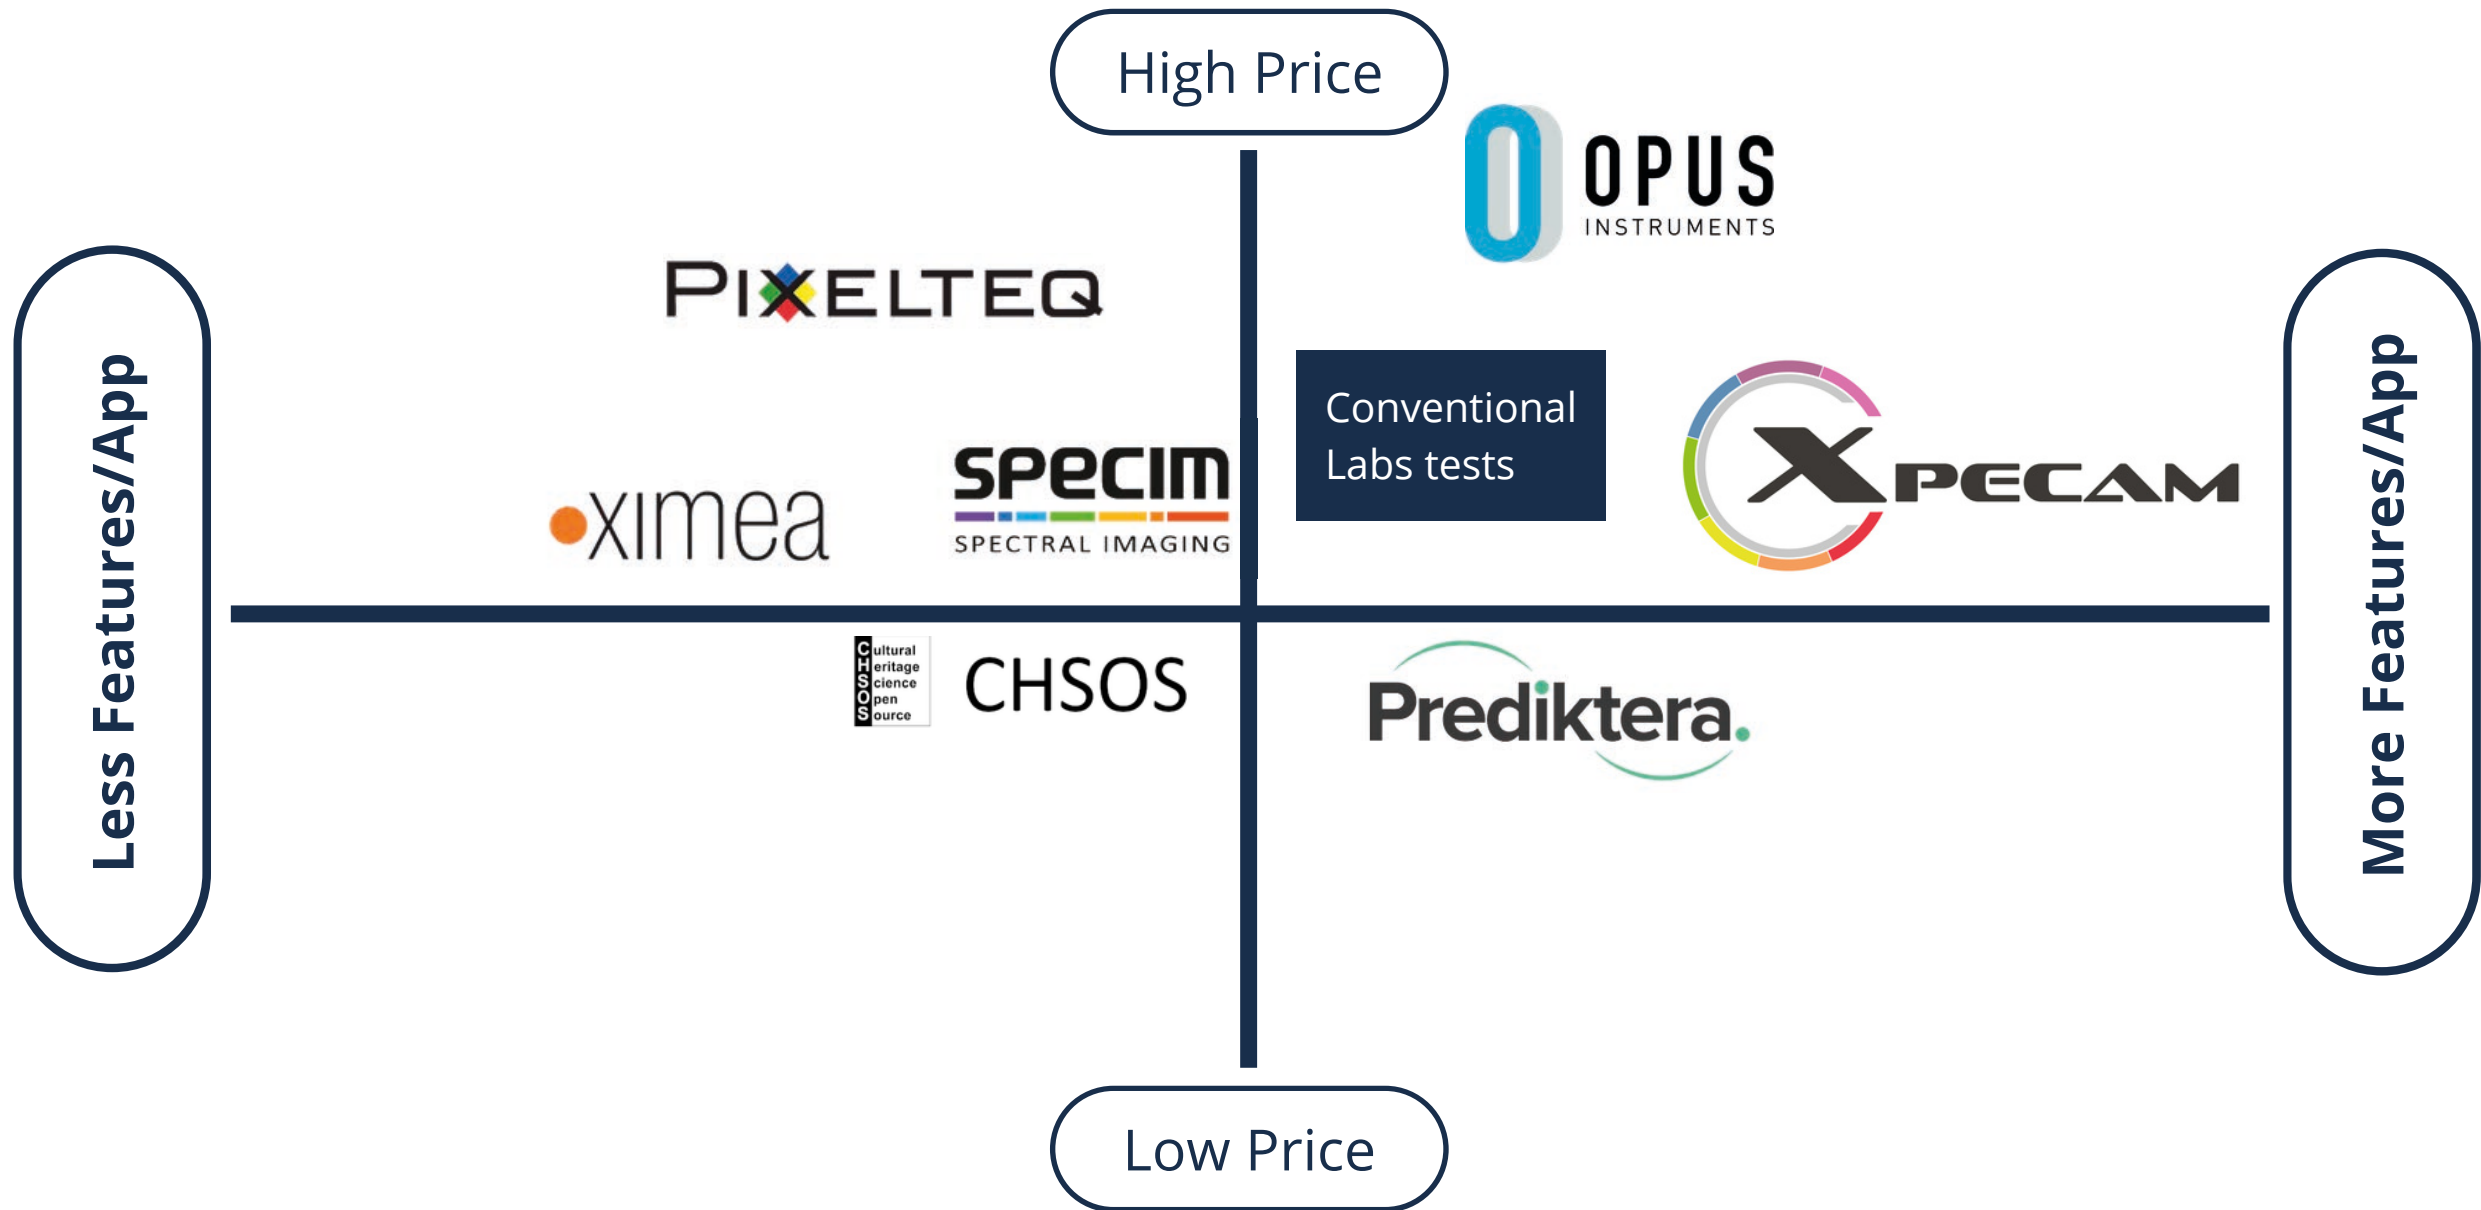 High Price
OPUS
INSTRUMENTS
PIXELTEQ
Less Features/App
Conventional
Labs tests
XPECAM
More Features/App
ximea
SPECIM
SPECTRAL IMAGING
Cultural
Heritage
Science
Open
Source
CHSOS
Prediktera.
Low Price